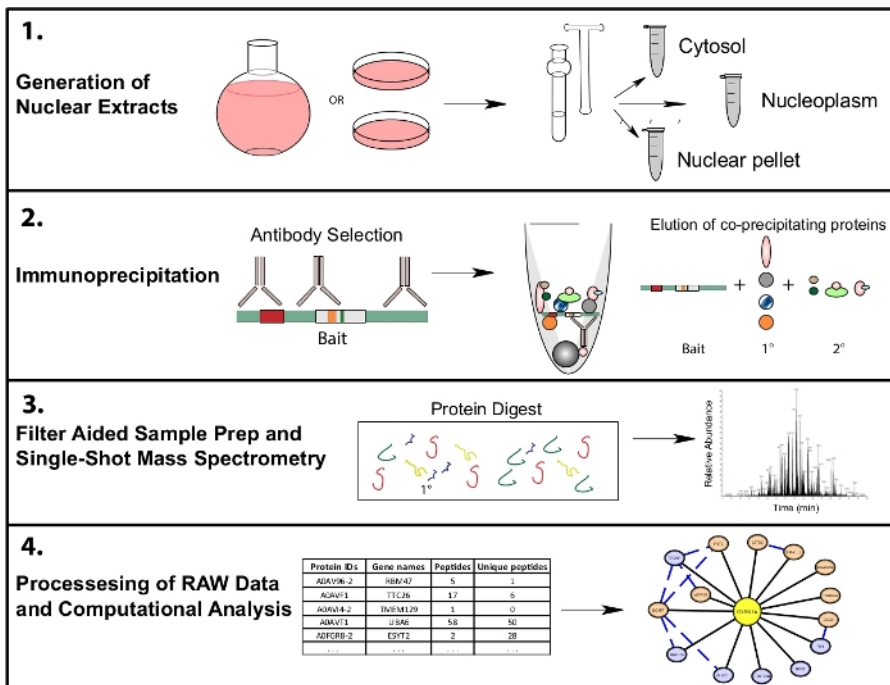 1.
Generation of
Nuclear Extracts
OR
Cytosol
Nucleoplasm
Nuclear pellet
2.
Immunoprecipitation
Antibody Selection
Bait
Elution of co-precipitating proteins
+ +
Bait 1° 2°
3.
Filter Aided Sample Prep and
Single-Shot Mass Spectrometry
Protein Digest
1°
Relative Abundance
Time (min)
4.
Processesing of RAW Data
and Computational Analysis
Protein IDs Gene names Peptides Unique peptides
A0AV96-2 RBM47 5 1
A0AVF1 TTC26 17 6
A0AVI4-2 TMEM129 1 0
A0AVT1 UBA6 58 50
A0FGR8-2 ESYT2 2 28
... ... ... ...